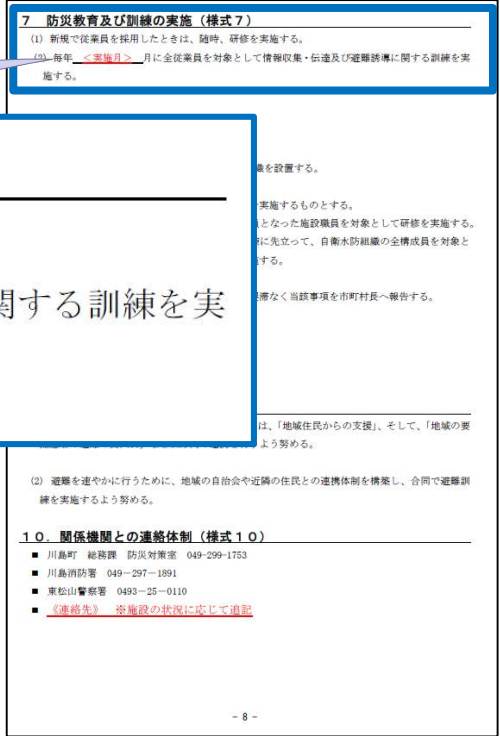 ７　防災教育及び訓練の実施（様式７）
(1) 新規で従業員を採用したときは、随時、研修を実施する。
(2) 毎年 ＜実施月＞ 月に全従業員を対象として情報収集・伝達及び避難誘導に関する訓練を実
施する。
織を設置する。
関する訓練を実
実施するものとする。
となった施設職員を対象として研修を実施する。
に先立って、自衛水防組織の全構成員を対象と
する。
滞なく当該事項を市町村長へ報告する。
は、「地域住民からの支援」、そして、「地域の要
よう努める。
(2) 避難を速やかに行うために、地域の自治会や近隣の住民との連携体制を構築し、合同で避難訓
練を実施するよう努める。
１０．関係機関との連絡体制（様式１０）
■ 川島町　総務課　防災対策室　049-299-1753
■ 川島消防署　049－297－1891
■ 東松山警察署　0493－25－0110
■ 《連絡先》　※施設の状況に応じて追記
- 8 -